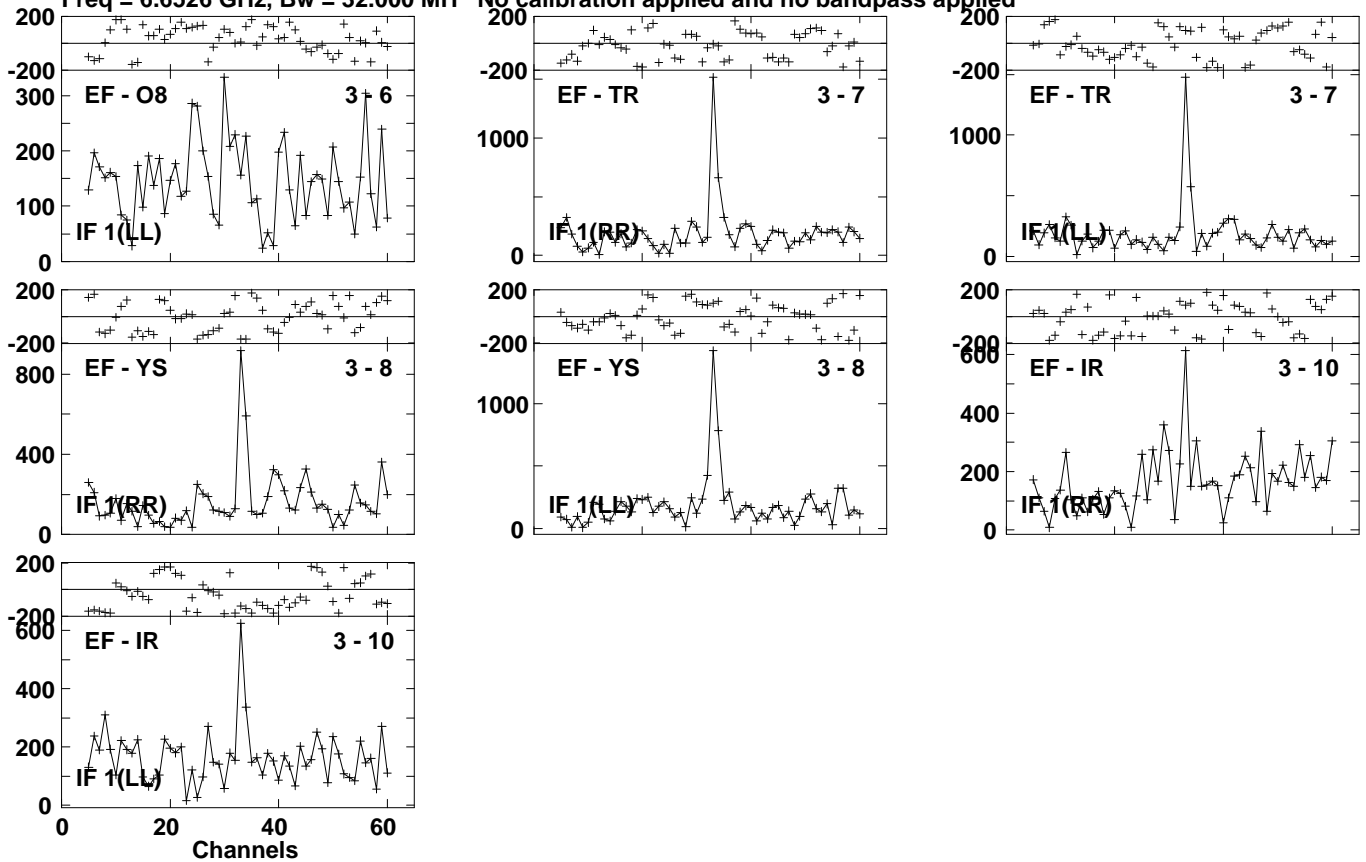 Freq = 6.6526 GHz, Bw = 32.000 MH No calibration applied and no bandpass applied
200
-200
300
200
100
0
EF - O8 3 - 6
IF 1(LL)
200
-200
1000
0
EF - TR 3 - 7
IF 1(RR)
200
-200
1000
0
EF - TR 3 - 7
IF 1(LL)
200
-200
800
400
0
EF - YS 3 - 8
IF 1(RR)
200
-200
1000
0
EF - YS 3 - 8
IF 1(LL)
200
-200
600
400
200
0
EF - IR 3 - 10
IF 1(RR)
200
-200
600
400
200
0
EF - IR 3 - 10
IF 1(LL)
0 20 40 60
Channels